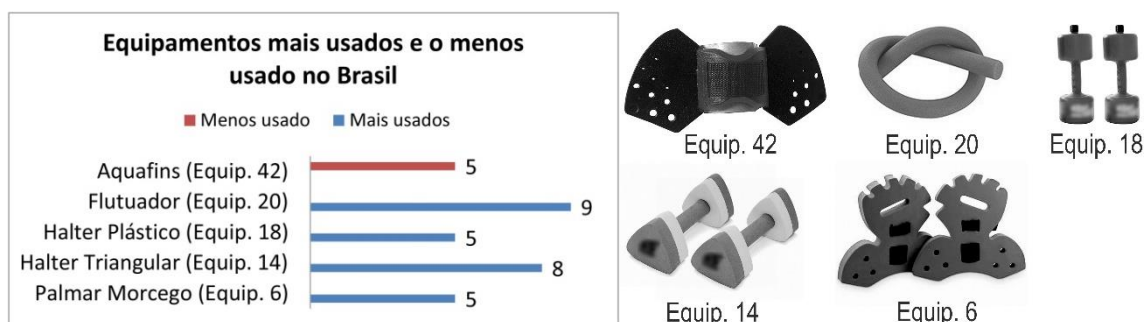 Equipamentos mais usados e o menos
usado no Brasil
Menos usado Mais usados
Aquafins (Equip. 42) 5
Flutuador (Equip. 20) 9
Halter Plástico (Equip. 18) 5
Halter Triangular (Equip. 14) 8
Palmar Morcego (Equip. 6) 5
Equip. 42 Equip. 20 Equip. 18
Equip. 14 Equip. 6